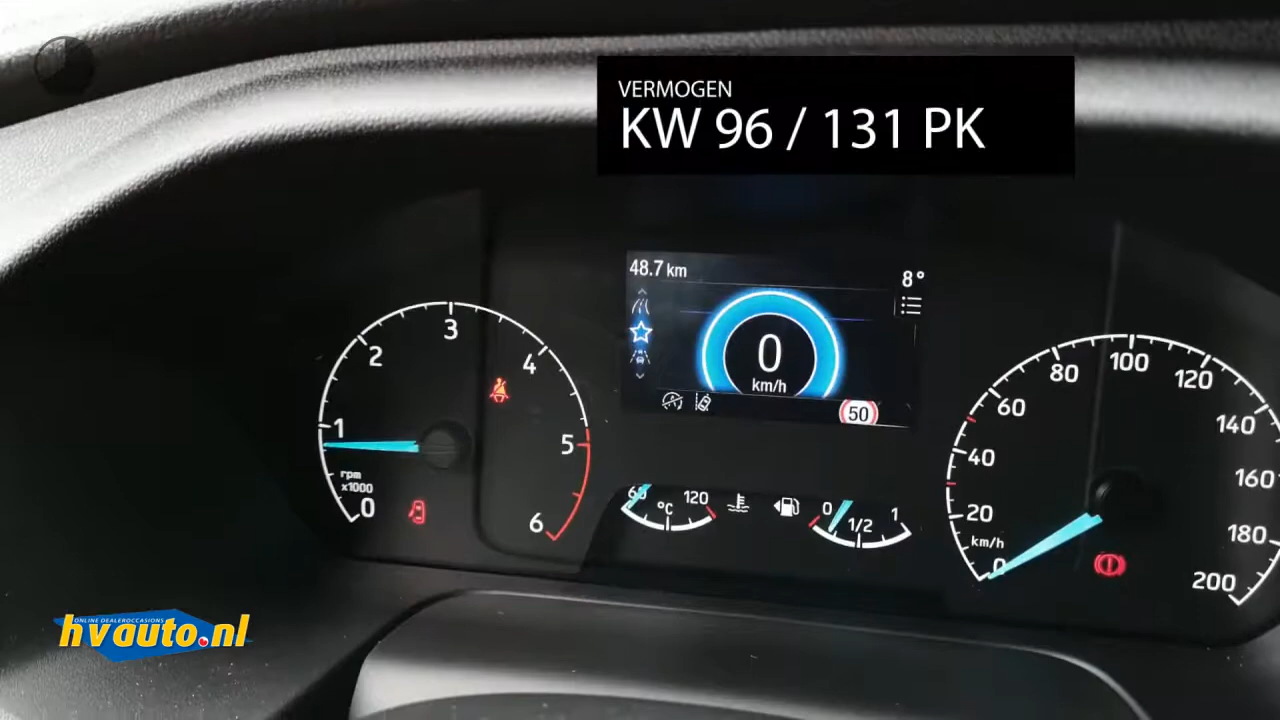 VERMOGEN
KW 96 / 131 PK
48.7 km
8°
0
km/h
50
0
1
2
3
4
5
6
rpm
x1000
60
120
°C
0
1/2
1
0
20
40
60
80
100
120
140
160
180
200
km/h
ONLINE DEALEROCCASIONS
hvauto.nl